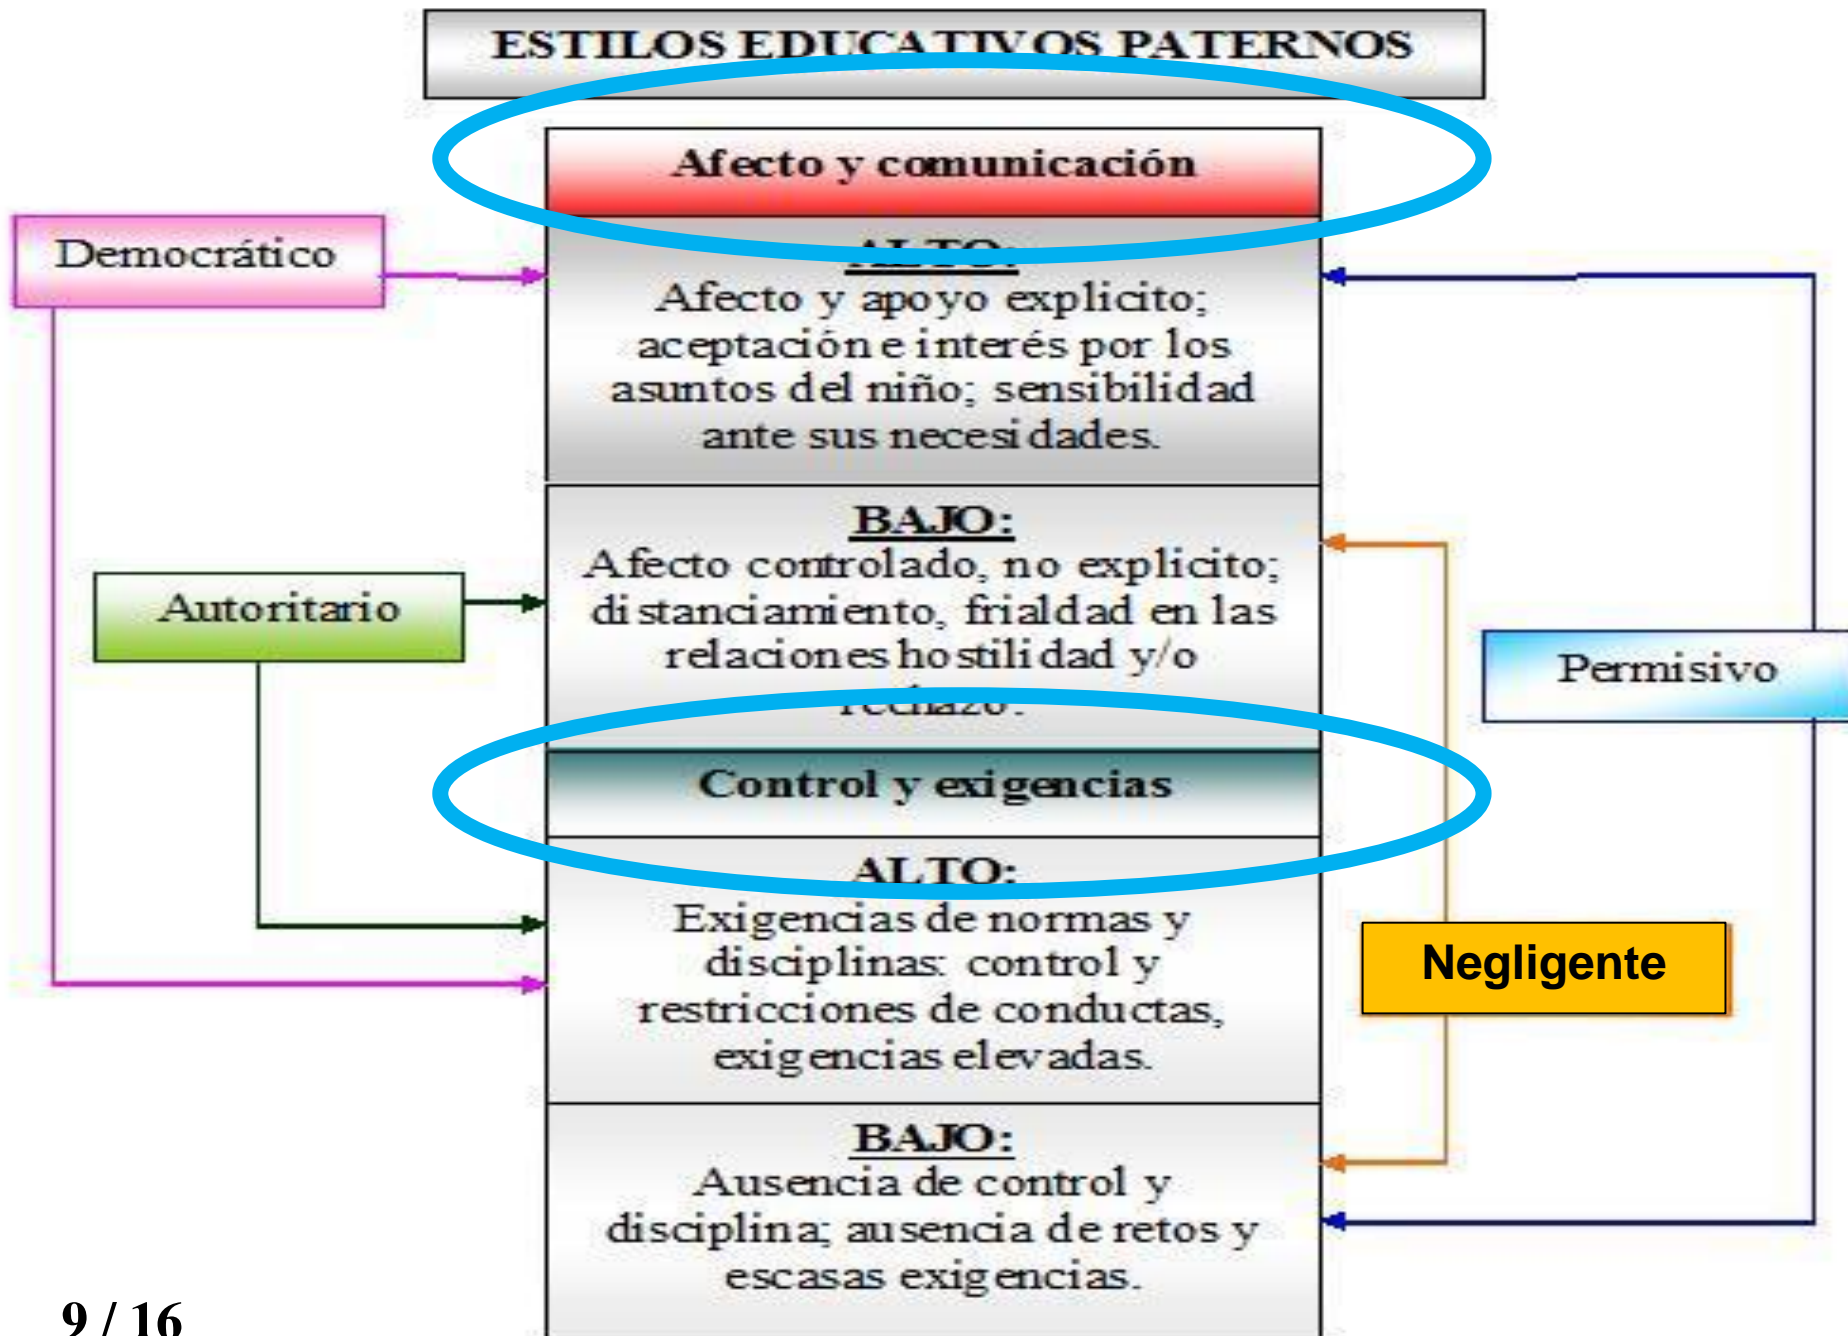 ESTILOS EDUCATIVOS PATERNOS
Afecto y comunicación
Democrático
ALTO:
Afecto y apoyo explicito;
aceptación e interés por los
asuntos del niño; sensibilidad
ante sus necesidades.
BAJO:
Afecto controlado, no explicito;
distanciamiento, frialdad en las
relaciones hostilidad y/o
rechazo.
Autoritario
Permisivo
Control y exigencias
ALTO:
Exigencias de normas y
disciplinas: control y
restricciones de conductas,
exigencias elevadas.
Negligente
BAJO:
Ausencia de control y
disciplina; ausencia de retos y
escasas exigencias.
9 / 16